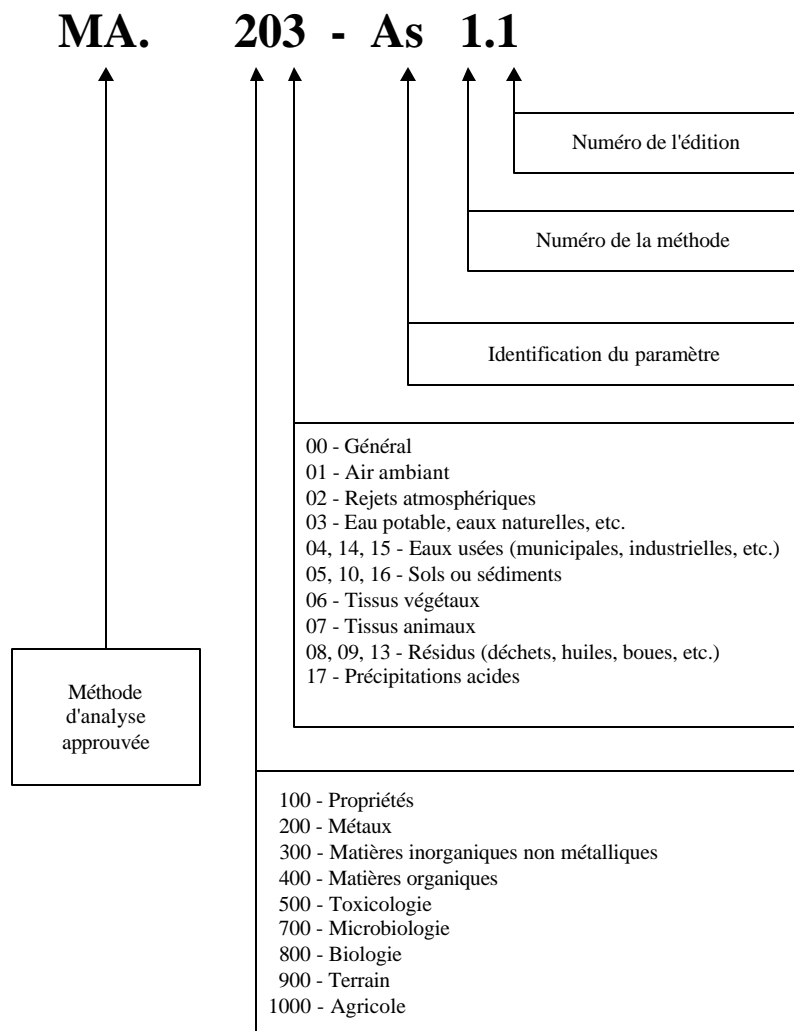 MA. 203 - As 1.1
Numéro de l'édition
Numéro de la méthode
Identification du paramètre
00 - Général
01 - Air ambiant
02 - Rejets atmosphériques
03 - Eau potable, eaux naturelles, etc.
04, 14, 15 - Eaux usées (municipales, industrielles, etc.)
05, 10, 16 - Sols ou sédiments
06 - Tissus végétaux
07 - Tissus animaux
08, 09, 13 - Résidus (déchets, huiles, boues, etc.)
17 - Précipitations acides
Méthode
d'analyse
approuvée
100 - Propriétés
200 - Métaux
300 - Matières inorganiques non métalliques
400 - Matières organiques
500 - Toxicologie
700 - Microbiologie
800 - Biologie
900 - Terrain
1000 - Agricole